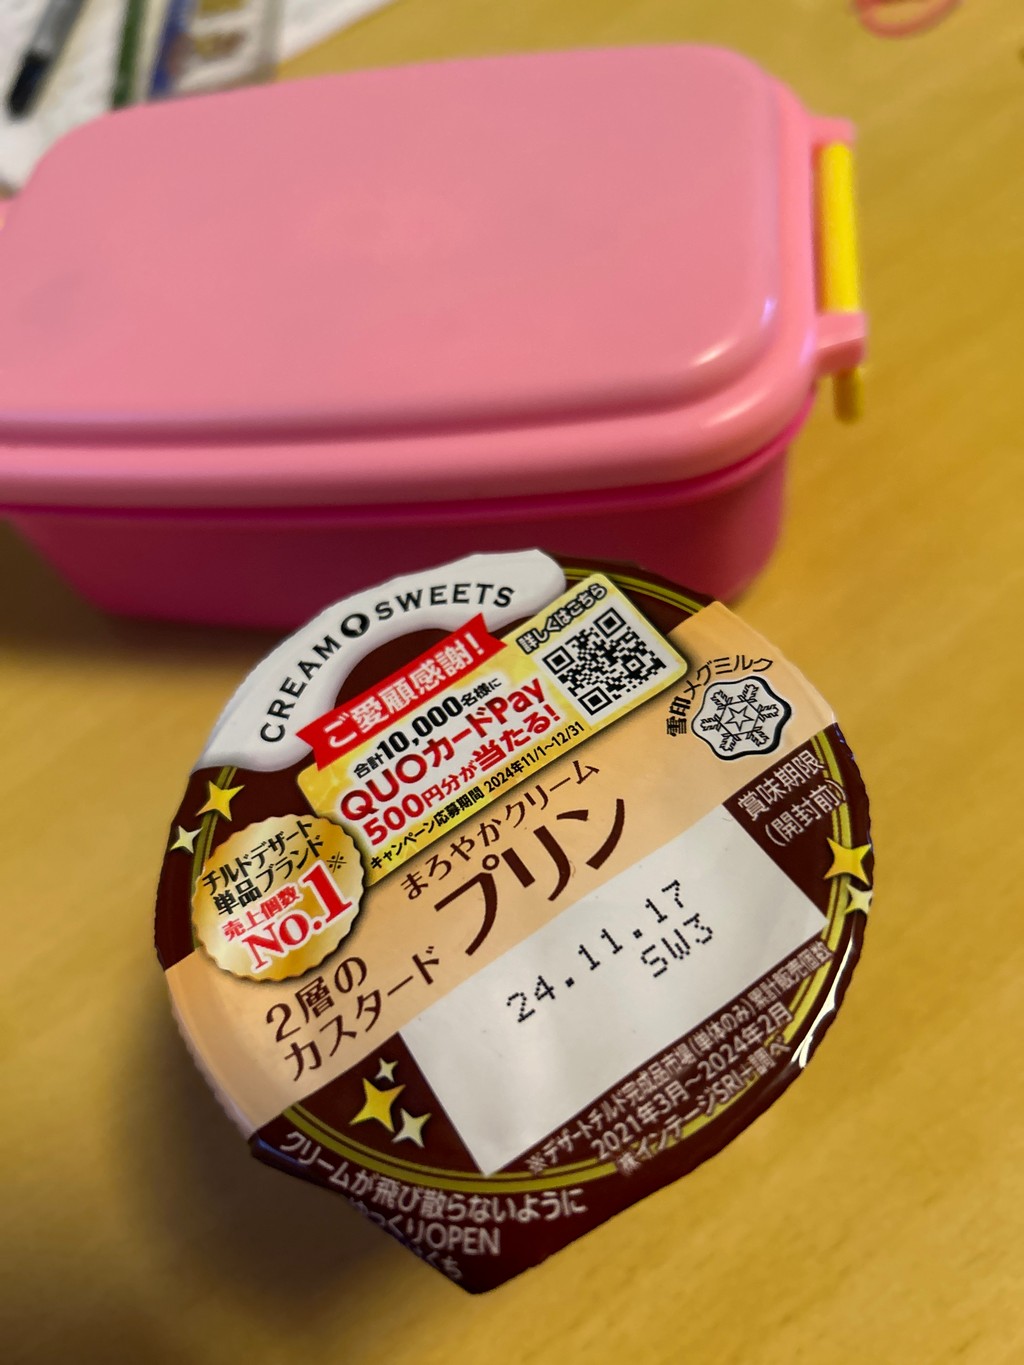 CREAM SWEETS
ご愛顧感謝!
合計10,000名様に
QUOカードPay
500円分が当たる!
キャンペーン応募期間 2024年11/1~12/31
詳しくはこちら
雪印メグミルク
チルドデザート
単品ブランド※
売上個数
No.1
まろやかクリーム
プリン
2層の
カスタード
賞味期限
(開封前)
24.11.17
SW3
※デザートチルド完成品市場(単体のみ)累計販売個数
2021年3月~2024年2月
㈱インテージSRI+調べ
クリームが飛び散らないように
ゆっくりOPEN